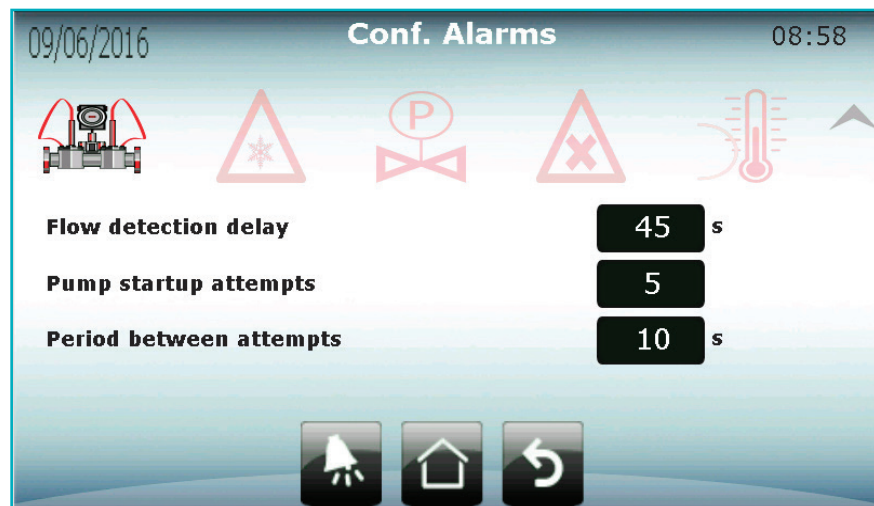 09/06/2016 Conf. Alarms 08:58
P
Flow detection delay 45 s
Pump startup attempts 5
Period between attempts 10 s